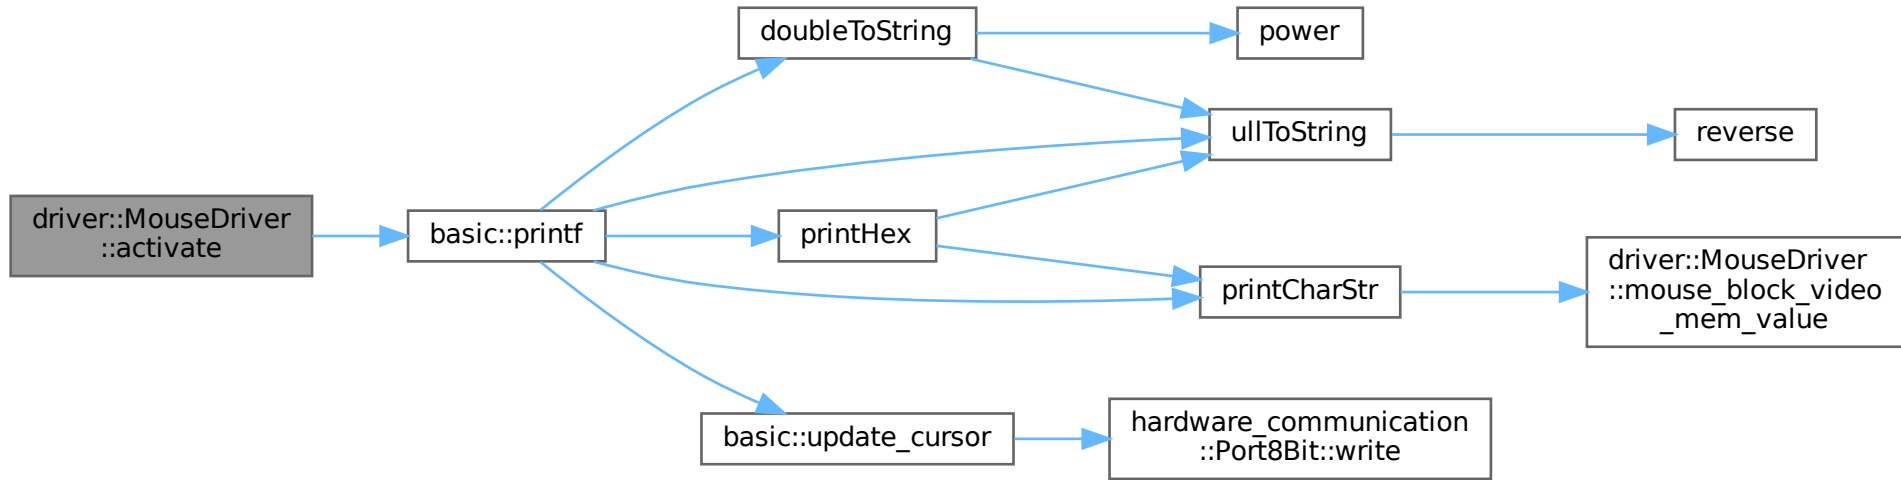 driver::MouseDriver
::activate
basic::printf
doubleToString
power
ullToString
reverse
printHex
printCharStr
driver::MouseDriver
::mouse_block_video
_mem_value
basic::update_cursor
hardware_communication
::Port8Bit::write